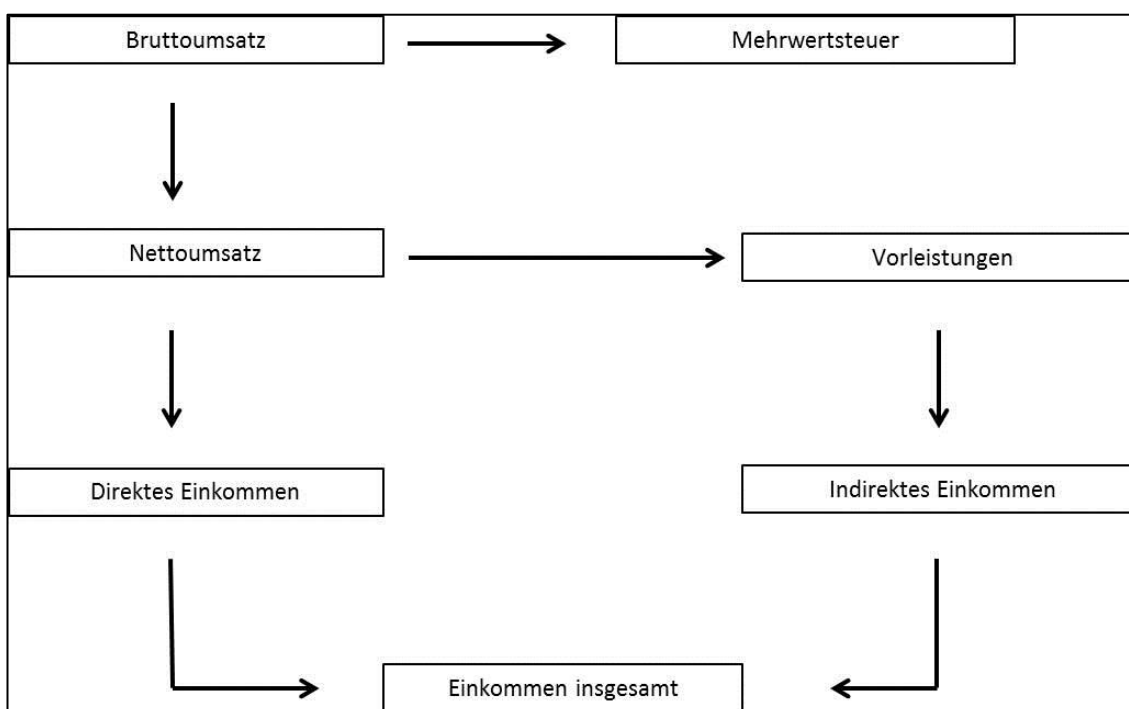 Bruttoumsatz
Mehrwertsteuer
Nettoumsatz
Vorleistungen
Direktes Einkommen
Indirektes Einkommen
Einkommen insgesamt